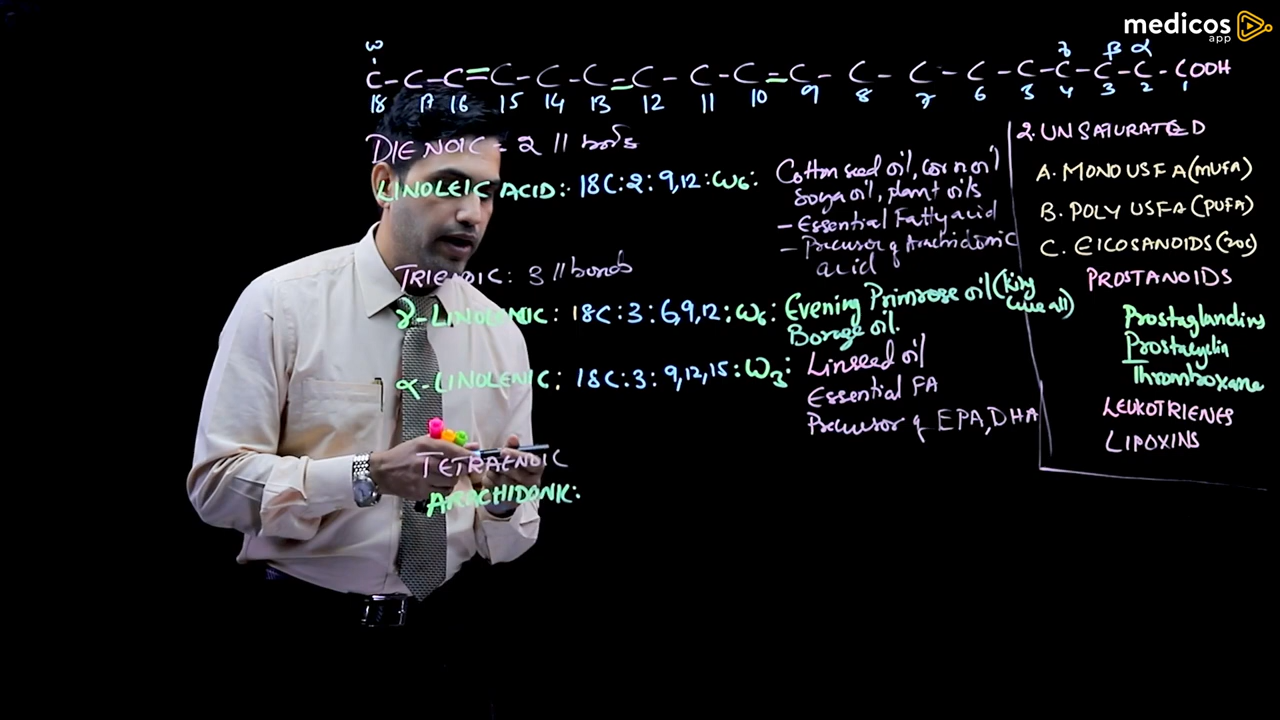 medicos
app
ω γ β α
C-C-C=C-C-C=C-C-C=C-C-C-C-C-C-C-C-COOH
18 17 16 15 14 13 12 11 10 9 8 7 6 5 4 3 2 1
DIENOIC = 2 // bonds
LINOLEIC ACID: 18C:2:9,12:ω6:
Cotton seed oil, corn oil
Soya oil, plant oils
- Essential Fatty acid
- Precursor of Arachidonic
acid
TRIENOIC: 3 // bonds
γ-LINOLENIC: 18C:3:6,9,12:ω6: Evening Primrose oil (King
cure all)
Borage oil.
α-LINOLENIC: 18C:3:9,12,15:ω3: Linseed oil
Essential FA
Precursor of EPA, DHA
TETRAENOIC
ARACHIDONIC:
2. UNSATURATED
A. MONO USFA (MUFA)
B. POLY USFA (PUFA)
C. EICOSANOIDS (20C)
PROSTANOIDS
Prostaglandins
Prostacyclin
Thromboxane
LEUKOTRIENES
LIPOXINS